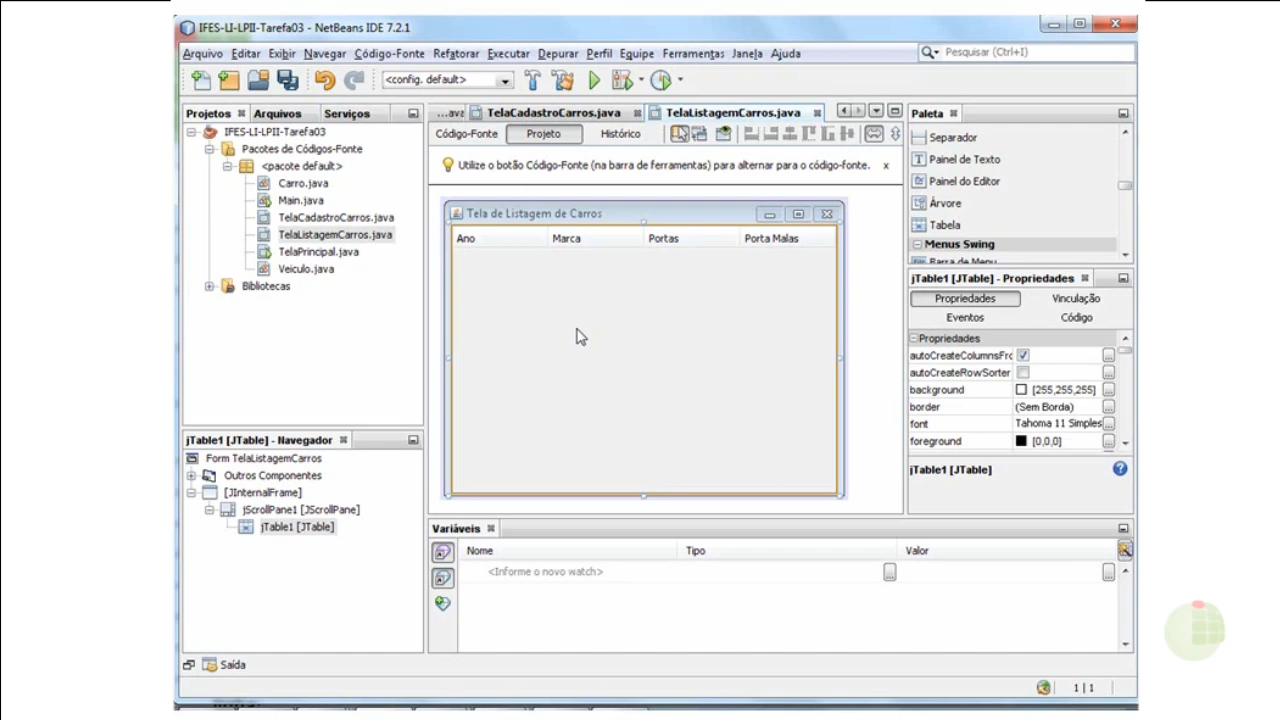 IFES-LI-LPII-Tarefa03 - NetBeans IDE 7.2.1
Arquivo Editar Exibir Navegar Código-Fonte Refatorar Executar Depurar Perfil Equipe Ferramentas Janela Ajuda
Pesquisar (Ctrl+I)
<config. default>
Projetos Arquivos Serviços
IFES-LI-LPII-Tarefa03
Pacotes de Códigos-Fonte
<pacote default>
Carro.java
Main.java
TelaCadastroCarros.java
TelaListagemCarros.java
TelaPrincipal.java
Veiculo.java
Bibliotecas
jTable1 [JTable] - Navegador
Form TelaListagemCarros
Outros Componentes
[JInternalFrame]
jScrollPane1 [JScrollPane]
jTable1 [JTable]
...ava TelaCadastroCarros.java TelaListagemCarros.java
Código-Fonte Projeto Histórico
Utilize o botão Código-Fonte (na barra de ferramentas) para alternar para o código-fonte. x
Tela de Listagem de Carros
Ano Marca Portas Porta Malas
Variáveis
Nome Tipo Valor
<Informe o novo watch>
Paleta
Separador
Painel de Texto
Painel do Editor
Árvore
Tabela
Menus Swing
Barra de Menu
jTable1 [JTable] - Propriedades
Propriedades Vinculação
Eventos Código
Propriedades
autoCreateColumnsFro
autoCreateRowSorter
background [255,255,255]
border (Sem Borda)
font Tahoma 11 Simples
foreground [0,0,0]
jTable1 [JTable]
Saída
1 | 1